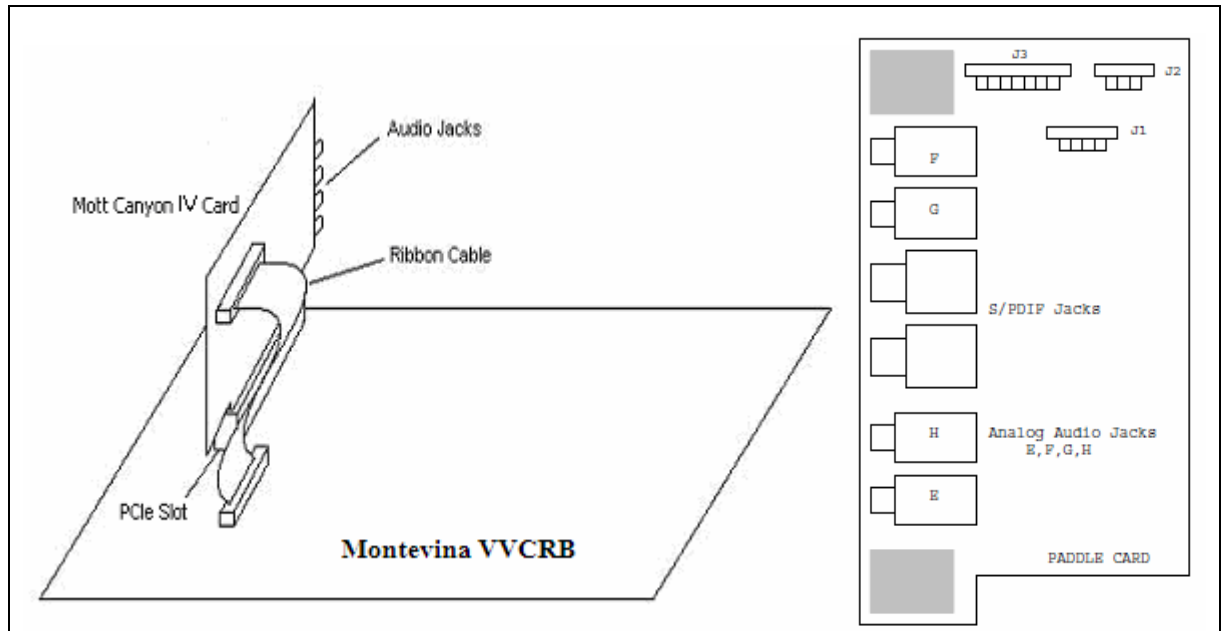 Audio Jacks
Mott Canyon IV Card
Ribbon Cable
PCIe Slot
Montevina VVCRB
J3
J2
J1
F
G
S/PDIF Jacks
H
Analog Audio Jacks
E,F,G,H
E
PADDLE CARD